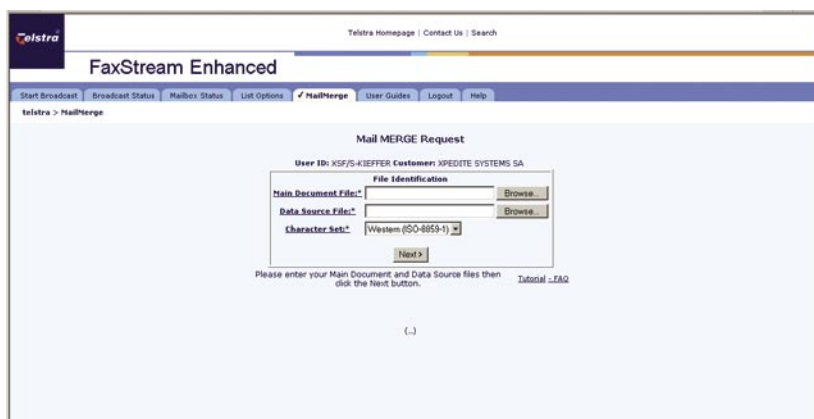 Telstra
Telstra Homepage | Contact Us | Search
FaxStream Enhanced
Start Broadcast Broadcast Status Mailbox Status List Options ✓ MailMerge User Guides Logout Help
telstra > MailMerge
Mail MERGE Request
User ID: XSF/S-KIEFFER Customer: XPEDITE SYSTEMS SA
File Identification
Main Document File:* Browse...
Data Source File:* Browse...
Character Set:* Western (ISO-8859-1)
Next >
Please enter your Main Document and Data Source files then
click the Next button.
Tutorial - FAQ
(...)